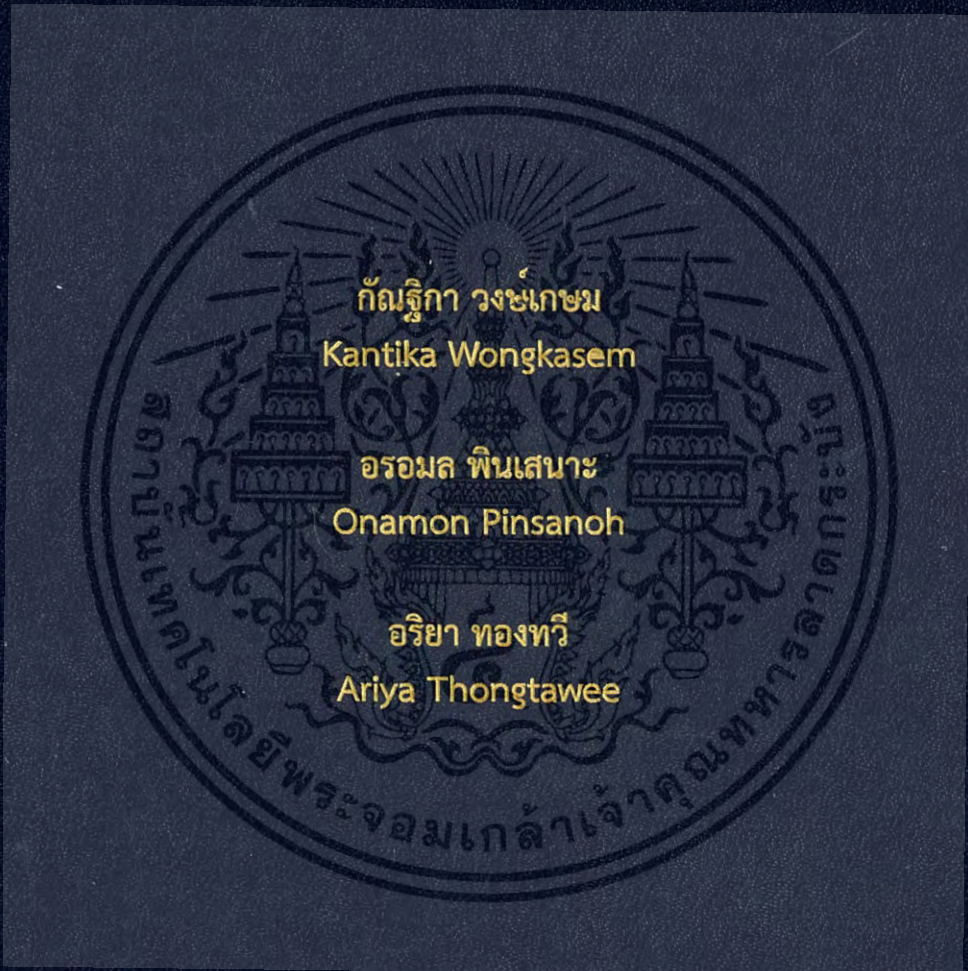 กัณฐิกา วงษ์เกษม
Kantika Wongkasem
อรอมล พินเสนาะ
Onamon Pinsanoh
อริยา ทองทวี
Ariya Thongtawee
สถาบันเทคโนโลยีพระจอมเกล้าเจ้าคุณทหารลาดกระบัง